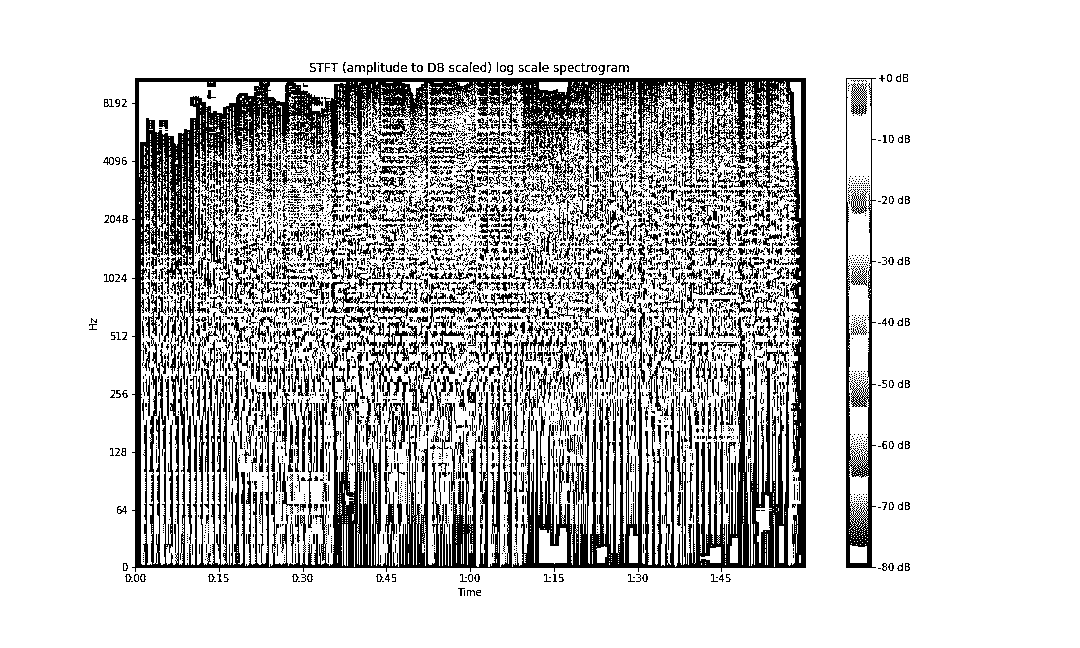 STFT (amplitude to DB scaled) log scale spectrogram
8192
4096
2048
1024
512
256
128
64
0
Hz
0:00 0:15 0:30 0:45 1:00 1:15 1:30 1:45
Time
+0 dB
-10 dB
-20 dB
-30 dB
-40 dB
-50 dB
-60 dB
-70 dB
-80 dB